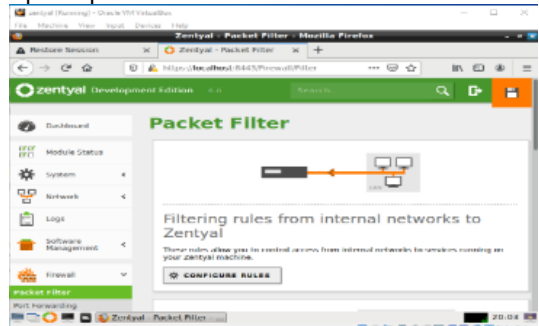 zentyal (Running) - Oracle VM VirtualBox
File Machine View Input Devices Help
Zentyal - Packet Filter - Mozilla Firefox
Restore Session
Zentyal - Packet Filter
https://localhost:8443/Firewall/Filter
zentyal Development Edition
Search
Dashboard
Module Status
System
Network
Logs
Software Management
Firewall
Packet Filter
Port Forwarding
Packet Filter
LAN
Filtering rules from internal networks to
Zentyal
These rules allow you to control access from internal networks to services running on
your Zentyal machine.
CONFIGURE RULES
Zentyal - Packet Filter
20:08